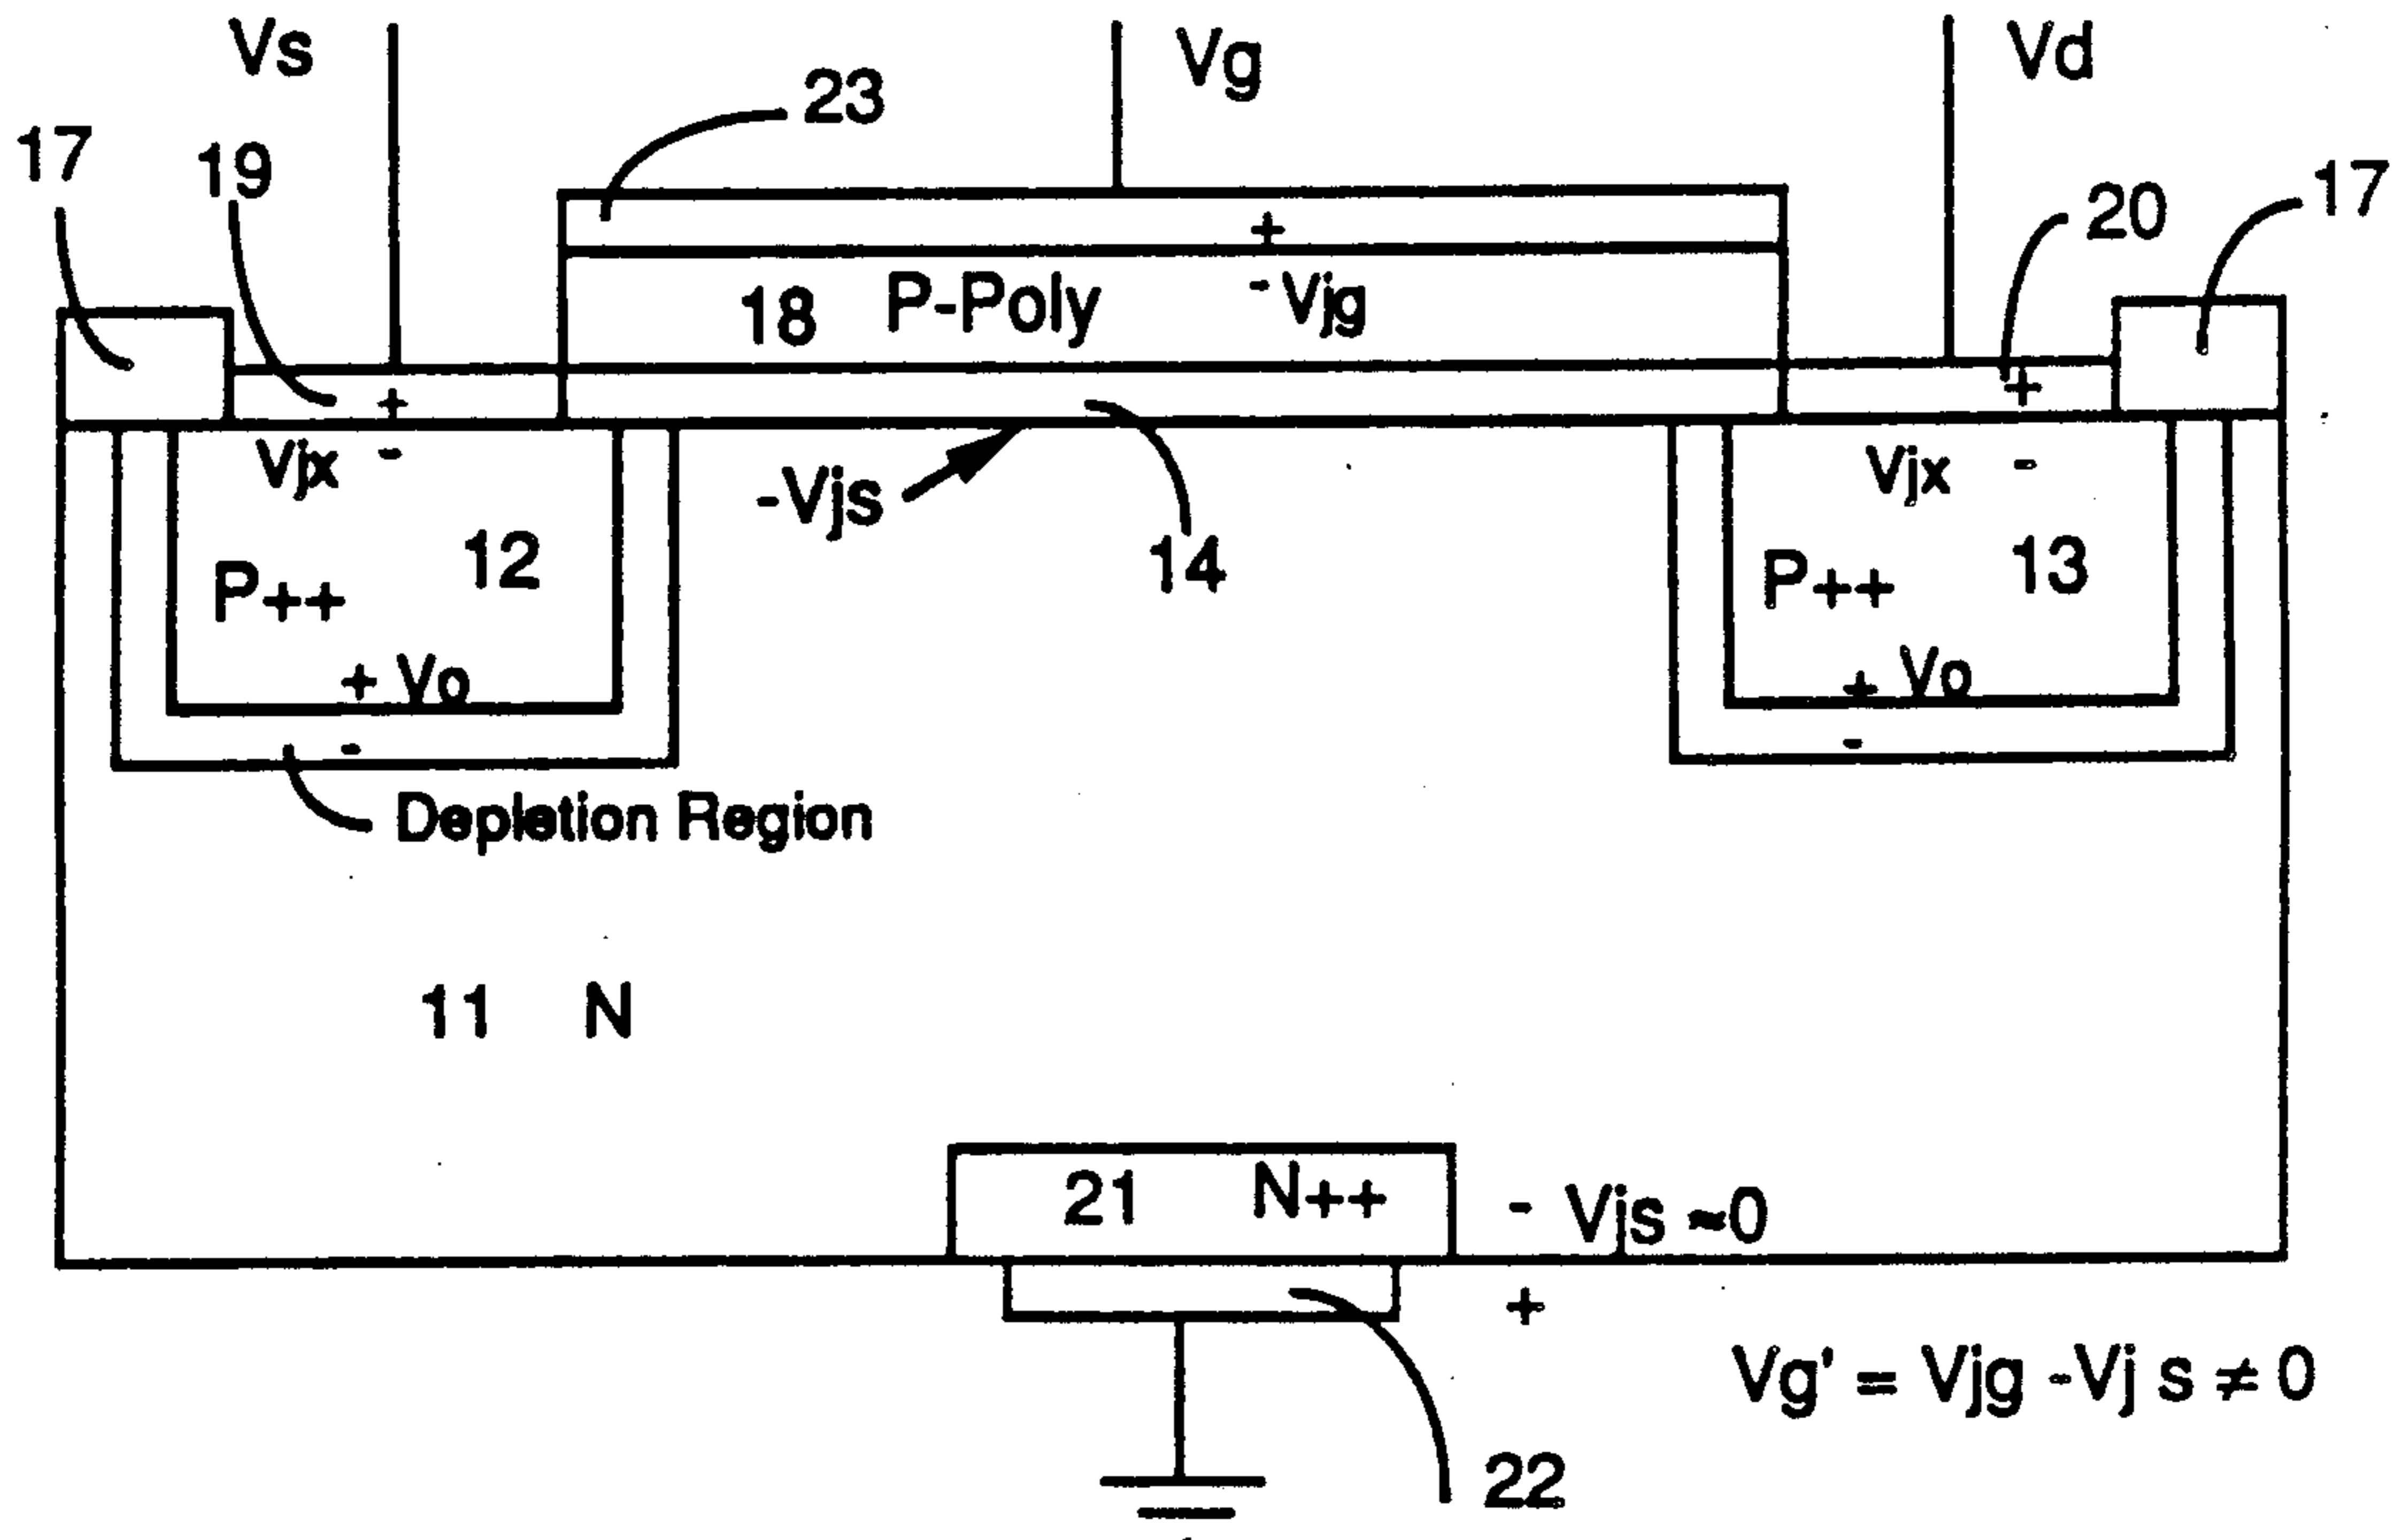 Vs
Vg
Vd
23
17
19
20
17
+
18 P-Poly - Vjg
+
+
Vjx -
-Vjs
Vjx -
12
14
13
P++
P++
+ Vo
+ Vo
-
-
Depletion Region
11 N
21 N++
- Vjs ≈0
+
Vg' = Vjg -Vj s ≠ 0
22